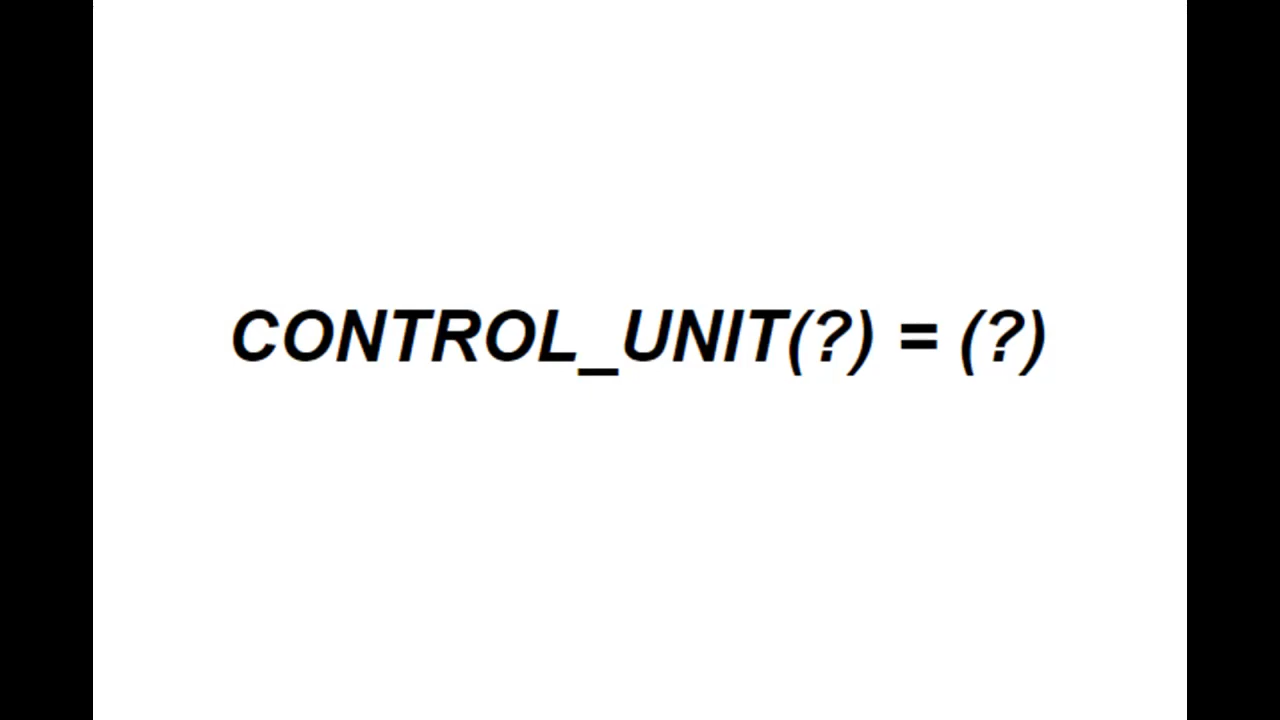 CONTROL_UNIT(?) = (?)